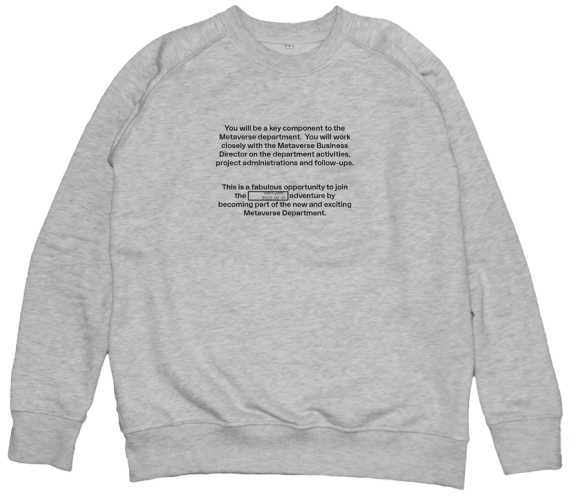 You will be a key component to the
Metaverse department. You will work
closely with the Metaverse Business
Director on the department activities,
project administrations and follow-ups.
This is a fabulous opportunity to join
the adventure by
becoming part of the new and exciting
Metaverse Department.